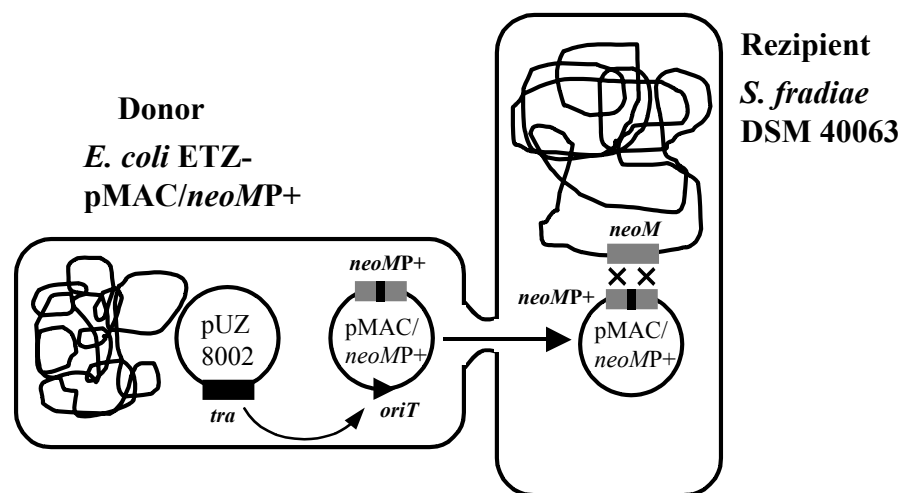 Donor
E. coli ETZ-
pMAC/neoMP+
Rezipient
S. fradiae
DSM 40063
neoMP+
pUZ
8002
pMAC/
neoMP+
tra
oriT
neoM
neoMP+
pMAC/
neoMP+